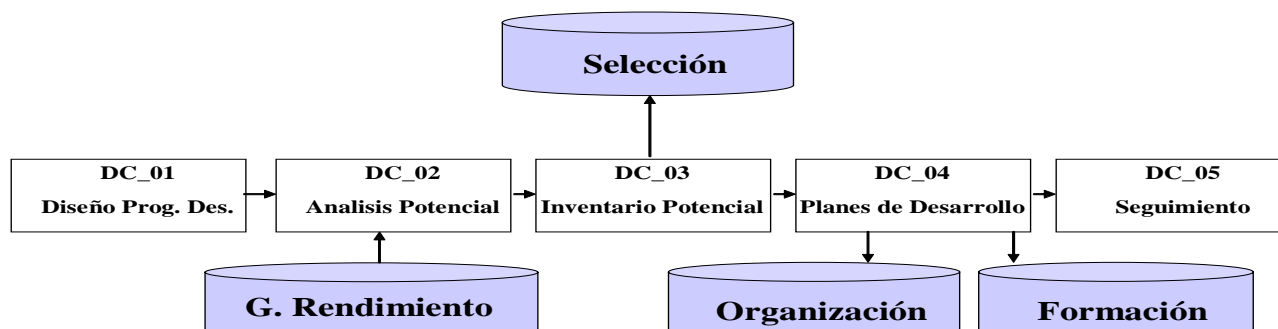 Selección
DC_01
Diseño Prog. Des.
DC_02
Analisis Potencial
DC_03
Inventario Potencial
DC_04
Planes de Desarrollo
DC_05
Seguimiento
G. Rendimiento
Organización
Formación